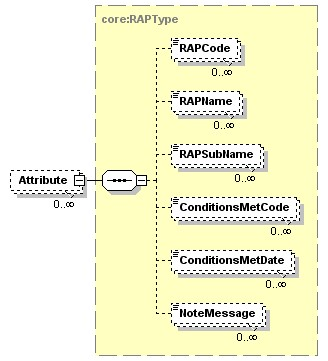 core:RAPType
RAPCode
0..∞
RAPName
0..∞
RAPSubName
0..∞
Attribute
0..∞
ConditionsMetCode
0..∞
ConditionsMetDate
0..∞
NoteMessage
0..∞